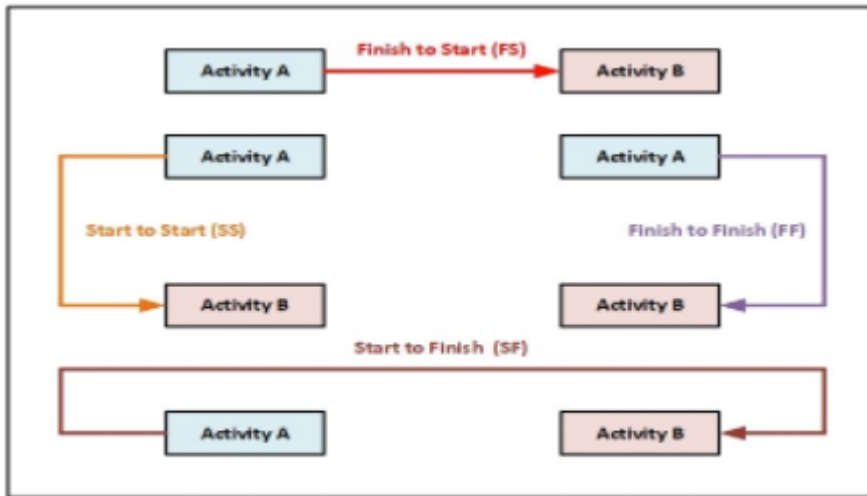 Finish to Start (FS)
Activity A
Activity B
Activity A
Activity A
Start to Start (SS)
Finish to Finish (FF)
Activity B
Activity B
Start to Finish (SF)
Activity A
Activity B